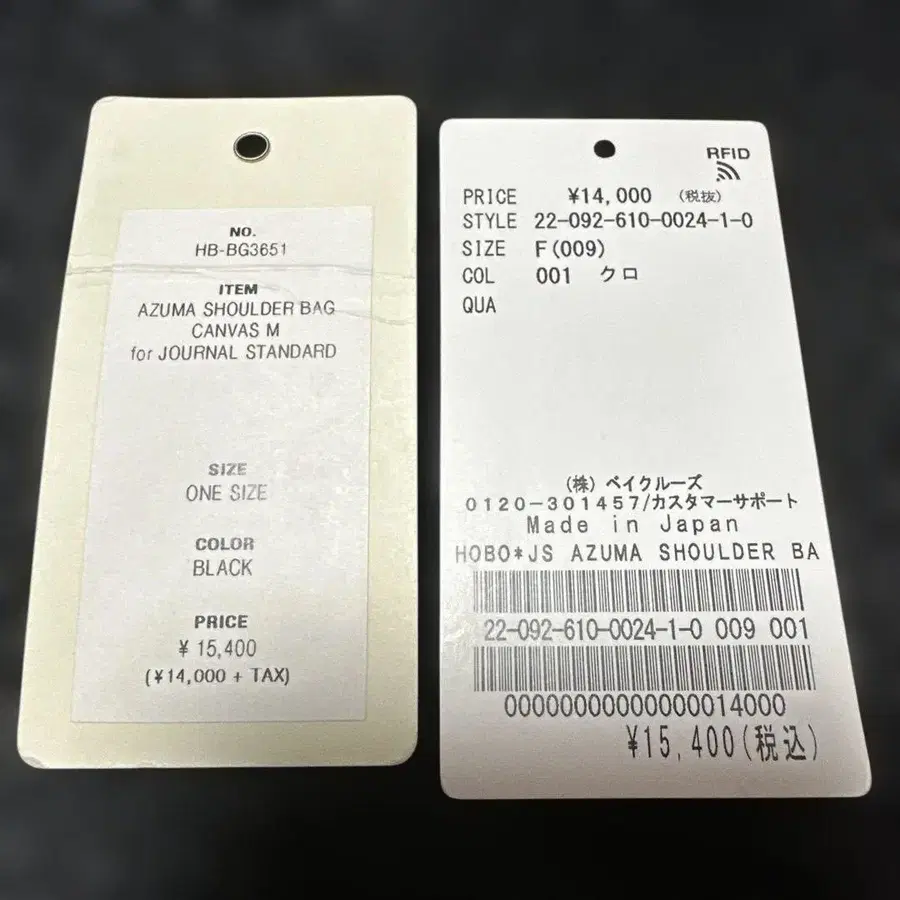 NO.
HB-BG3651
ITEM
AZUMA SHOULDER BAG
CANVAS M
for JOURNAL STANDARD
SIZE
ONE SIZE
COLOR
BLACK
PRICE
¥ 15,400
(¥14,000 + TAX)
RFID
PRICE ¥14,000 (税抜)
STYLE 22-092-610-0024-1-0
SIZE F(009)
COL 001 クロ
QUA
(株) ベイクルーズ
0120-301457/カスタマーサポート
Made in Japan
HOBO*JS AZUMA SHOULDER BA
22-092-610-0024-1-0 009 001
00000000000000014000
¥15,400(税込)